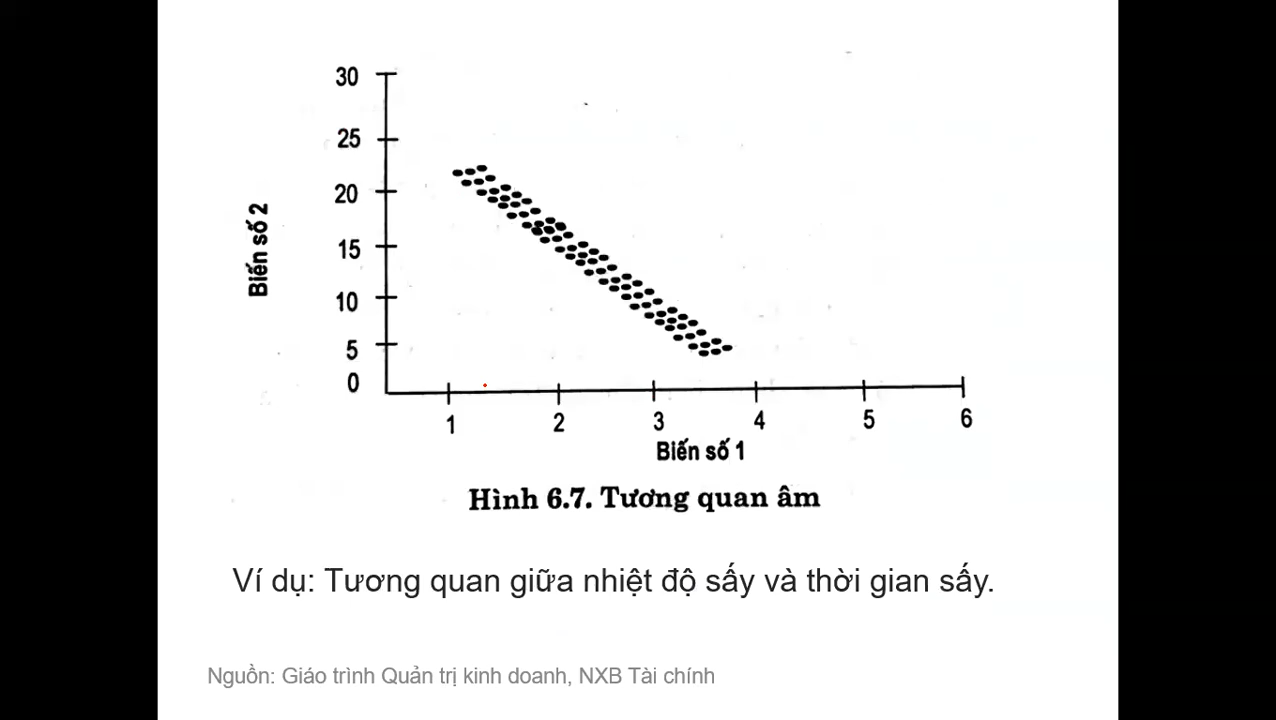 30
25
20
15
10
5
0
Biến số 2
1 2 3 4 5 6
Biến số 1
Hình 6.7. Tương quan âm
Ví dụ: Tương quan giữa nhiệt độ sấy và thời gian sấy.
Nguồn: Giáo trình Quản trị kinh doanh, NXB Tài chính